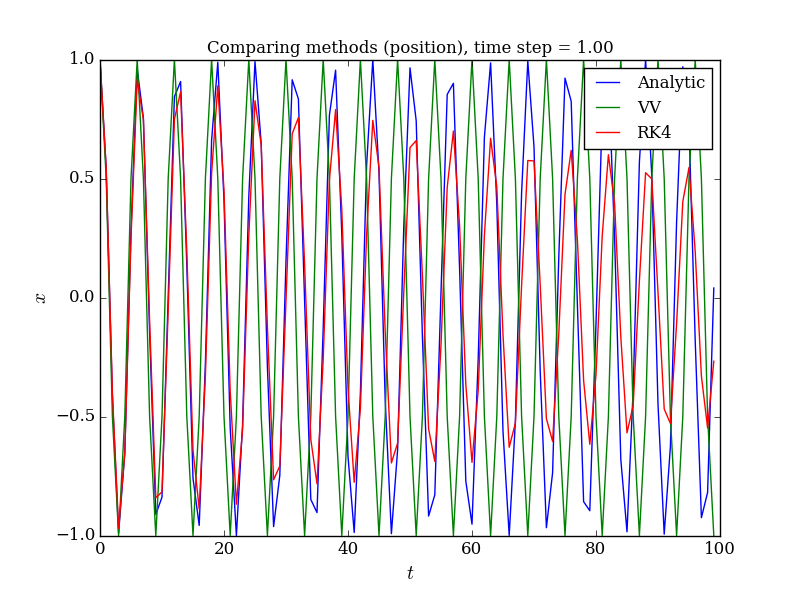 Comparing methods (position), time step = 1.00
Analytic
VV
RK4
1.0
0.5
0.0
−0.5
−1.0
x
0 20 40 60 80 100
t